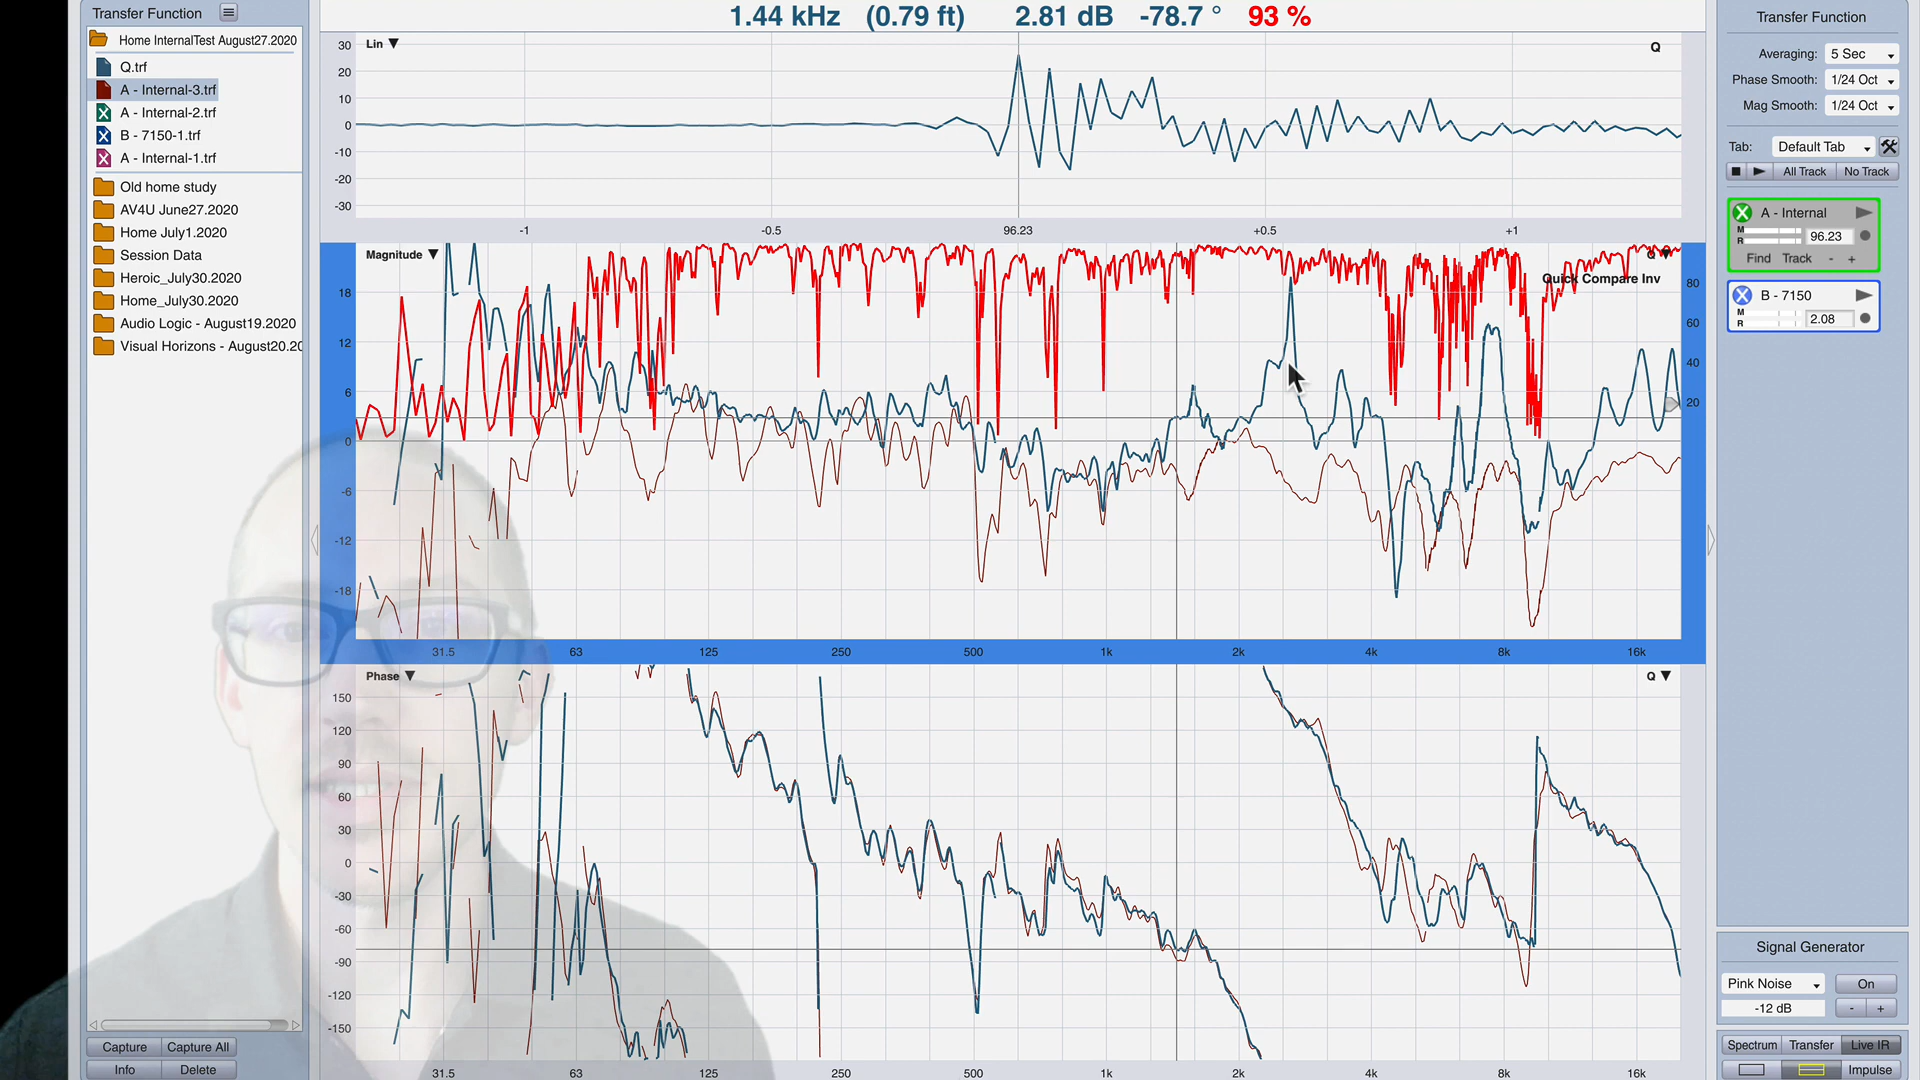 Transfer Function
Home InternalTest August27.2020
Q.trf
A - Internal-3.trf
A - Internal-2.trf
B - 7150-1.trf
A - Internal-1.trf
Old home study
AV4U June27.2020
Home July1.2020
Session Data
Heroic_July30.2020
Home_July30.2020
Audio Logic - August19.2020
Visual Horizons - August20.20
Capture Capture All
Info Delete
1.44 kHz (0.79 ft) 2.81 dB -78.7 ° 93 %
Lin ▼ Q
30
20
10
0
-10
-20
-30
-1 -0.5 96.23 +0.5 +1
Magnitude ▼ Q ▼
Quick Compare Inv
18
12
6
0
-6
-12
-18
80
60
40
20
31.5 63 125 250 500 1k 2k 4k 8k 16k
Phase ▼ Q ▼
150
120
90
60
30
0
-30
-60
-90
-120
-150
31.5 63 125 250 500 1k 2k 4k 8k 16k
Transfer Function
Averaging: 5 Sec
Phase Smooth: 1/24 Oct
Mag Smooth: 1/24 Oct
Tab: Default Tab
All Track No Track
A - Internal
M
R 96.23
Find Track - +
B - 7150
M
R 2.08
Signal Generator
Pink Noise On
-12 dB - +
Spectrum Transfer Live IR
Impulse